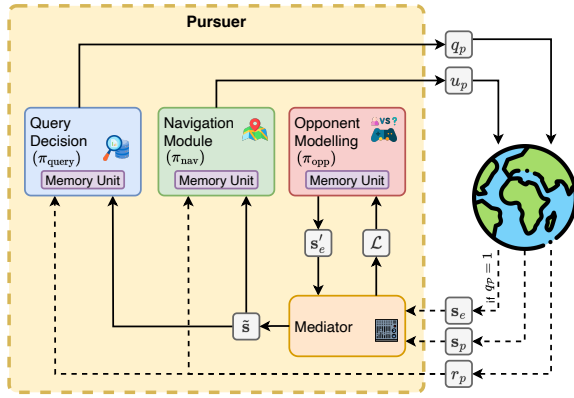 Pursuer
q_p
u_p
Query
Decision
(π_query)
Memory Unit
Navigation
Module
(π_nav)
Memory Unit
VS ?
Opponent
Modelling
(π_opp)
Memory Unit
s′_e
ℒ
if q_p = 1
Mediator
s̃
s_e
s_p
r_p